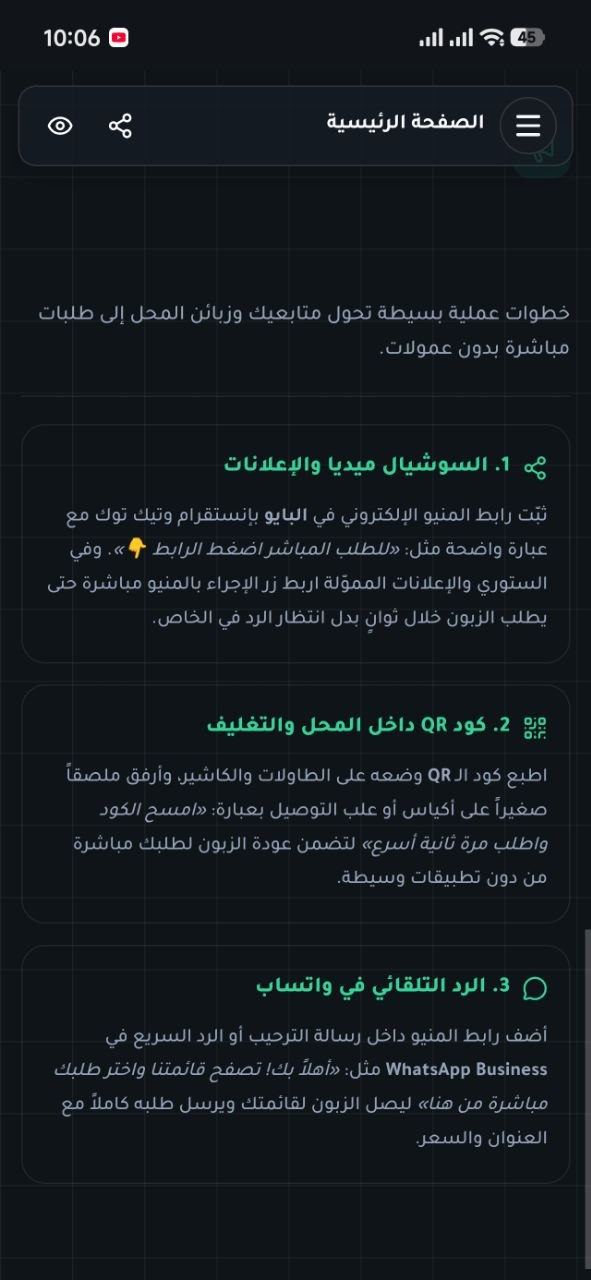 10:06
45
الصفحة الرئيسية
خطوات عملية بسيطة تحول متابعيك وزبائن المحل إلى طلبات
مباشرة بدون عمولات.
1. السوشيال ميديا والإعلانات
ثبّت رابط المنيو الإلكتروني في البايو بإنستقرام وتيك توك مع
عبارة واضحة مثل: «للطلب المباشر اضغط الرابط 👇». وفي
الستوري والإعلانات المموّلة اربط زر الإجراء بالمنيو مباشرة حتى
يطلب الزبون خلال ثوانٍ بدل انتظار الرد في الخاص.
2. كود QR داخل المحل والتغليف
اطبع كود الـ QR وضعه على الطاولات والكاشير، وأرفق ملصقاً
صغيراً على أكياس أو علب التوصيل بعبارة: «امسح الكود
واطلب مرة ثانية أسرع» لتضمن عودة الزبون لطلبك مباشرة
من دون تطبيقات وسيطة.
3. الرد التلقائي في واتساب
أضف رابط المنيو داخل رسالة الترحيب أو الرد السريع في
WhatsApp Business مثل: «أهلاً بك! تصفح قائمتنا واختر طلبك
مباشرة من هنا» ليصل الزبون لقائمتك ويرسل طلبه كاملاً مع
العنوان والسعر.